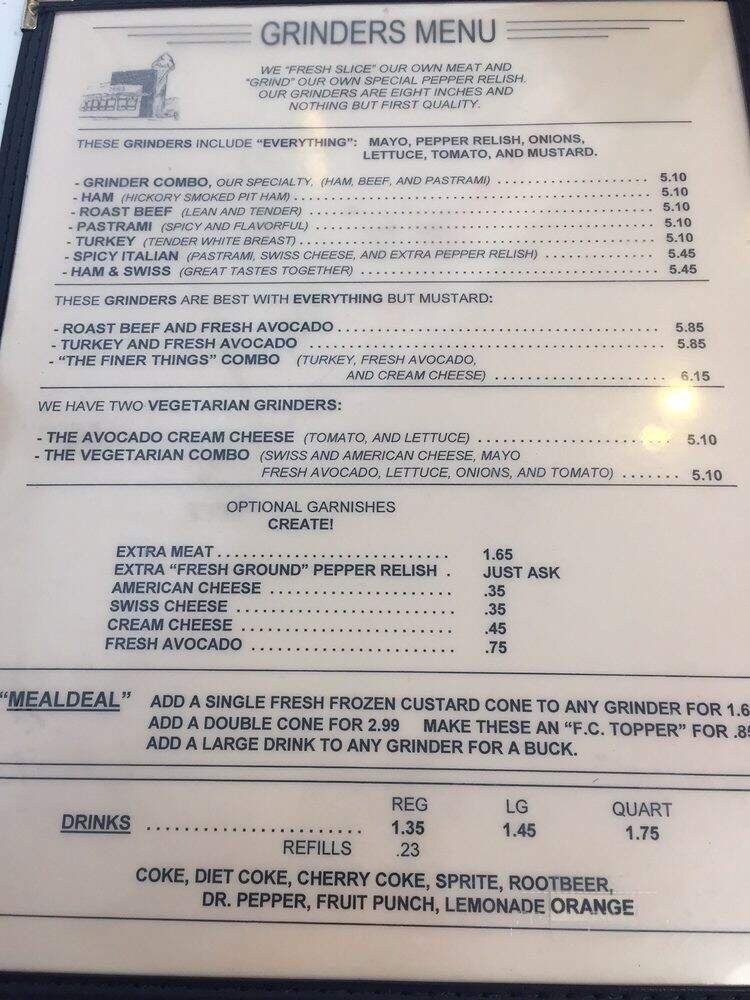 GRINDERS MENU
WE "FRESH SLICE" OUR OWN MEAT AND
"GRIND" OUR OWN SPECIAL PEPPER RELISH.
OUR GRINDERS ARE EIGHT INCHES AND
NOTHING BUT FIRST QUALITY.
THESE GRINDERS INCLUDE "EVERYTHING": MAYO, PEPPER RELISH, ONIONS,
LETTUCE, TOMATO, AND MUSTARD.
- GRINDER COMBO, OUR SPECIALTY, (HAM, BEEF, AND PASTRAMI) . . . . . . . . . . . . . . . . . . . . 5.10
- HAM (HICKORY SMOKED PIT HAM) . . . . . . . . . . . . . . . . . . . . 5.10
- ROAST BEEF (LEAN AND TENDER) . . . . . . . . . . . . . . . . . . . . 5.10
- PASTRAMI (SPICY AND FLAVORFUL) . . . . . . . . . . . . . . . . . . . . 5.10
- TURKEY (TENDER WHITE BREAST) . . . . . . . . . . . . . . . . . . . . 5.10
- SPICY ITALIAN (PASTRAMI, SWISS CHEESE, AND EXTRA PEPPER RELISH) . . . . . . . . . . . . . . 5.45
- HAM & SWISS (GREAT TASTES TOGETHER) . . . . . . . . . . . . . . . . . . . . 5.45
THESE GRINDERS ARE BEST WITH EVERYTHING BUT MUSTARD:
- ROAST BEEF AND FRESH AVOCADO . . . . . . . . . . . . . . . . . . . . 5.85
- TURKEY AND FRESH AVOCADO . . . . . . . . . . . . . . . . . . . . 5.85
- "THE FINER THINGS" COMBO (TURKEY, FRESH AVOCADO,
AND CREAM CHEESE) . . . . . . . . . . . . . . . . . . . . 6.15
WE HAVE TWO VEGETARIAN GRINDERS:
- THE AVOCADO CREAM CHEESE (TOMATO, AND LETTUCE) . . . . . . . . . . . . . . . . . . . . 5.10
- THE VEGETARIAN COMBO (SWISS AND AMERICAN CHEESE, MAYO
FRESH AVOCADO, LETTUCE, ONIONS, AND TOMATO) . . . . . . . 5.10
OPTIONAL GARNISHES
CREATE!
EXTRA MEAT . . . . . . . . . . . . . . . . . . . . 1.65
EXTRA "FRESH GROUND" PEPPER RELISH . JUST ASK
AMERICAN CHEESE . . . . . . . . . . . . . . . . . . . . .35
SWISS CHEESE . . . . . . . . . . . . . . . . . . . . .35
CREAM CHEESE . . . . . . . . . . . . . . . . . . . . .45
FRESH AVOCADO . . . . . . . . . . . . . . . . . . . . .75
"MEALDEAL" ADD A SINGLE FRESH FROZEN CUSTARD CONE TO ANY GRINDER FOR 1.6
ADD A DOUBLE CONE FOR 2.99 MAKE THESE AN "F.C. TOPPER" FOR
ADD A LARGE DRINK TO ANY GRINDER FOR A BUCK.
REG LG QUART
DRINKS . . . . . . . . . . . . . . . . . . . . 1.35 1.45 1.75
REFILLS .23
COKE, DIET COKE, CHERRY COKE, SPRITE, ROOTBEER,
DR. PEPPER, FRUIT PUNCH, LEMONADE ORANGE